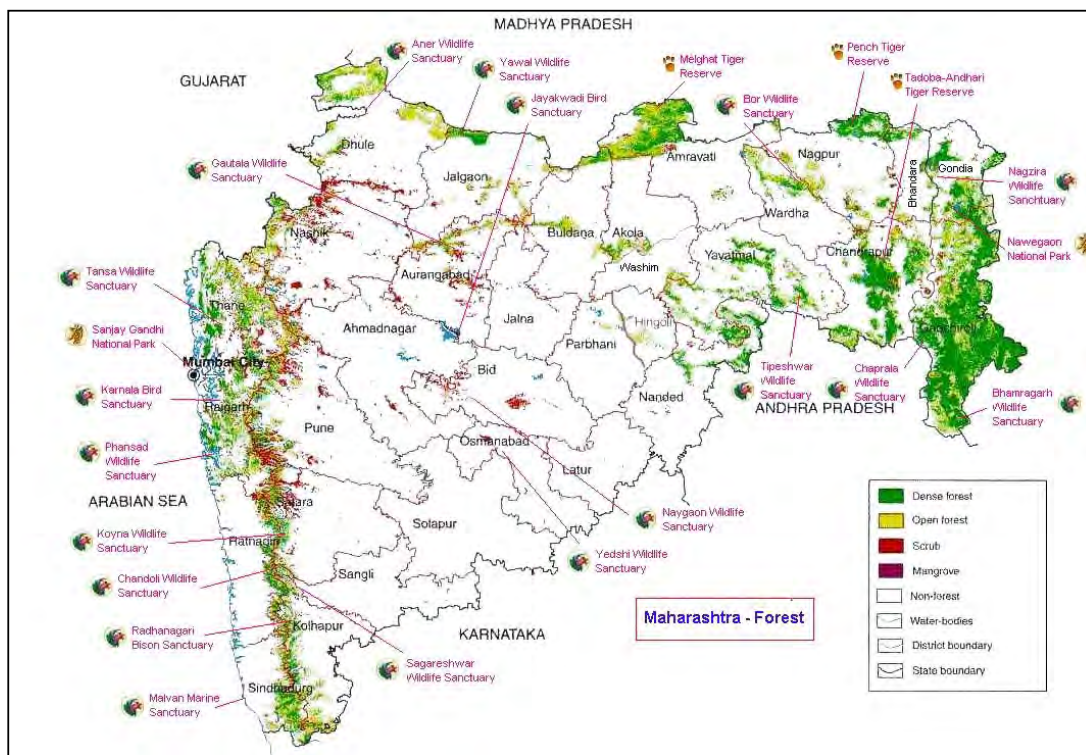 MADHYA PRADESH
Aner Wildlife
Sanctuary
Yawal Wildlife
Sanctuary
Jayakwadi Bird
Sanctuary
Melghat Tiger
Reserve
Bor Wildlife
Sanctuary
Pench Tiger
Reserve
Tadoba-Andhari
Tiger Reserve
GUJARAT
Gautala Wildlife
Sanctuary
Dhule
Jalgaon
Amravati
Nagpur
Bhandara
Gondia
Nagzira
Wildlife
Sanchtuary
Nashik
Buldana
Akola
Wardha
Aurangabad
Washim
Yavatmal
Chandrapur
Nawegaon
National Park
Tansa Wildlife
Sanctuary
Thane
Ahmadnagar
Jalna
Hingoli
Parbhani
Gadchiroli
Sanjay Gandhi
National Park
Mumbai City
Bid
Tipeshwar
Wildlife
Sanctuary
Chaprala
Wildlife
Sanctuary
Karnala Bird
Sanctuary
Raigarh
Pune
Nanded
ANDHRA PRADESH
Bhamragarh
Wildlife
Sanctuary
Phansad
Wildlife
Sanctuary
Osmanabad
Latur
ARABIAN SEA
Satara
Solapur
Naygaon Wildlife
Sanctuary
Koyna Wildlife
Sanctuary
Ratnagiri
Yedshi Wildlife
Sanctuary
Chandoli Wildlife
Sanctuary
Sangli
Radhanagari
Bison Sanctuary
Kolhapur
KARNATAKA
Sagareshwar
Wildlife Sanctuary
Malvan Marine
Sanctuary
Sindhudurg
Maharashtra - Forest
Dense forest
Open forest
Scrub
Mangrove
Non-forest
Water-bodies
District boundary
State boundary